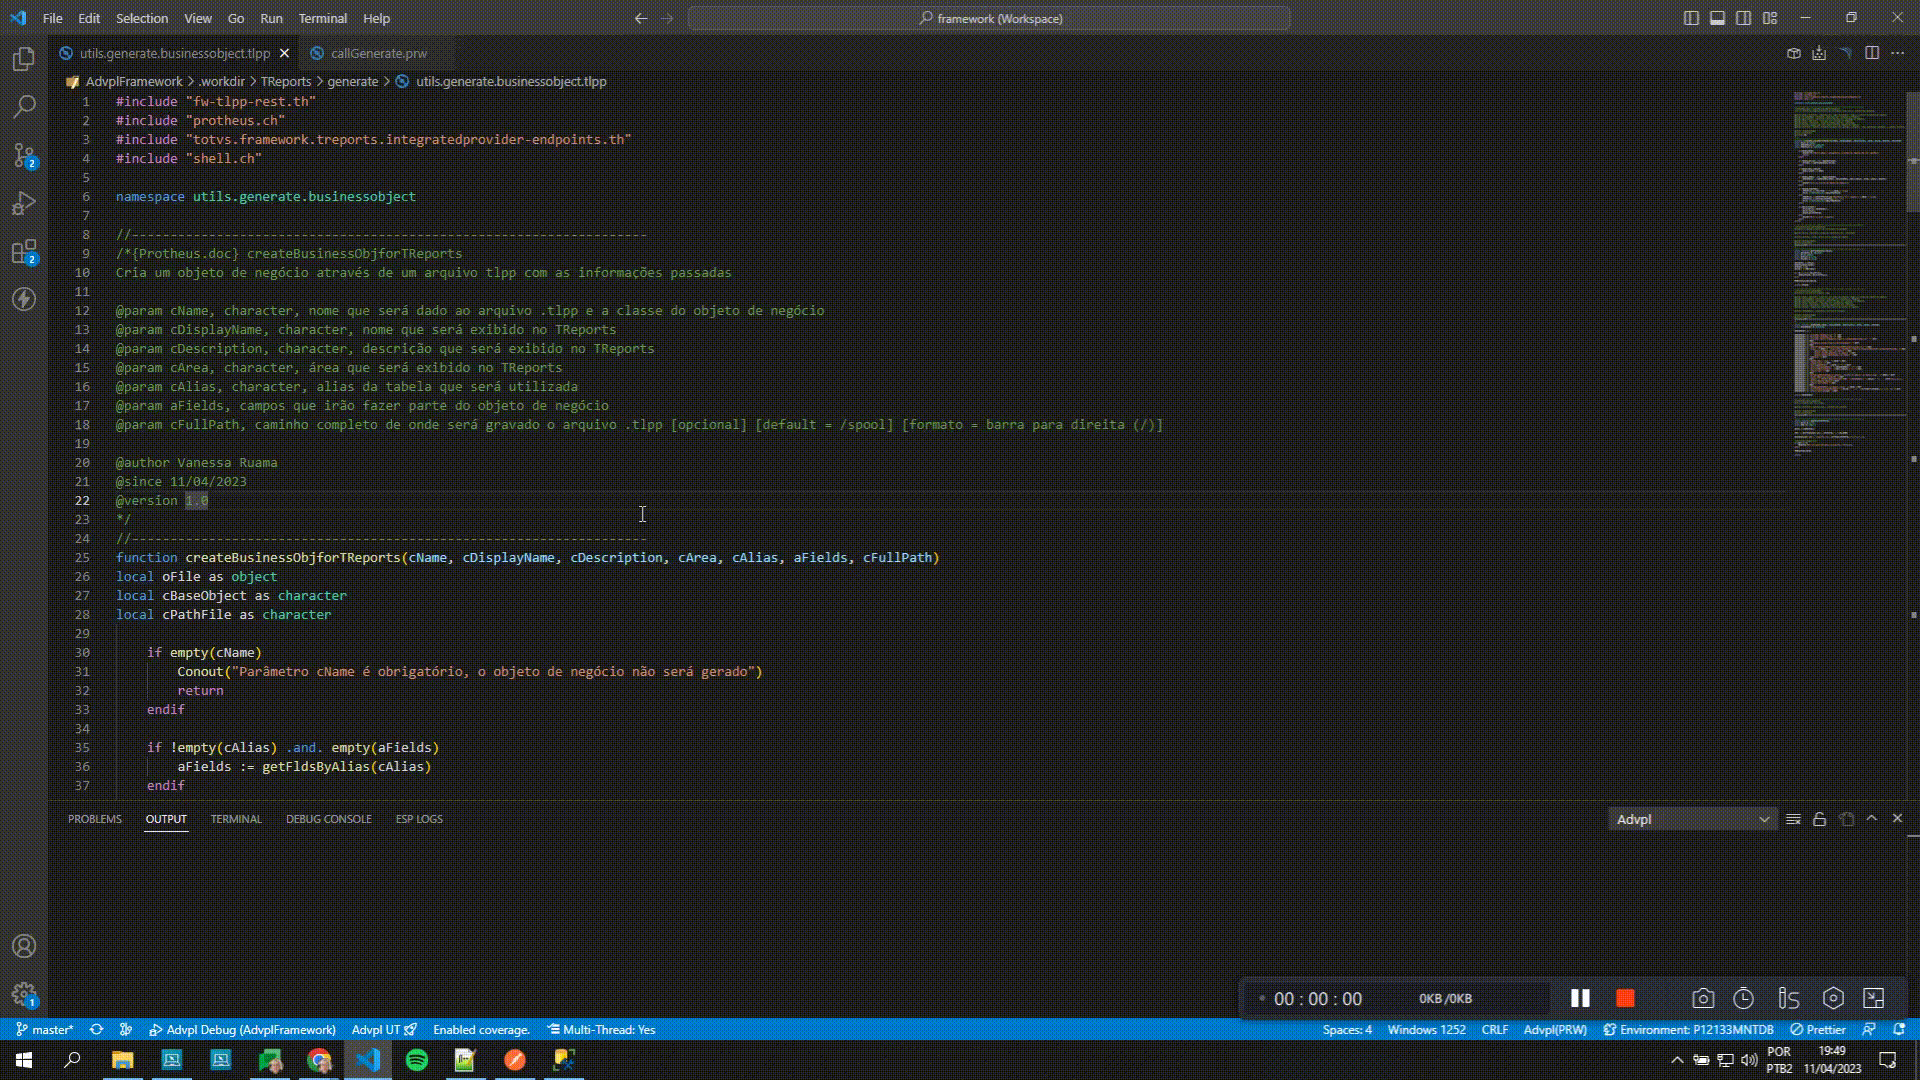 File Edit Selection View Go Run Terminal Help
framework (Workspace)
utils.generate.businessobject.tlpp
callGenerate.prw
AdvplFramework > .workdir > TReports > generate > utils.generate.businessobject.tlpp
1 #include "fw-tlpp-rest.th"
2 #include "protheus.ch"
3 #include "totvs.framework.treports.integratedprovider-endpoints.th"
4 #include "shell.ch"
5
6 namespace utils.generate.businessobject
7
8 //-------------------------------------------------------------------
9 /*{Protheus.doc} createBusinessObjforTReports
10 Cria um objeto de negócio através de um arquivo tlpp com as informações passadas
11
12 @param cName, character, nome que será dado ao arquivo .tlpp e a classe do objeto de negócio
13 @param cDisplayName, character, nome que será exibido no TReports
14 @param cDescription, character, descrição que será exibido no TReports
15 @param cArea, character, área que será exibido no TReports
16 @param cAlias, character, alias da tabela que será utilizada
17 @param aFields, campos que irão fazer parte do objeto de negócio
18 @param cFullPath, caminho completo de onde será gravado o arquivo .tlpp [opcional] [default = /spool] [formato = barra para direita (/)]
19
20 @author Vanessa Ruama
21 @since 11/04/2023
22 @version 1.0
23 */
24 //-------------------------------------------------------------------
25 function createBusinessObjforTReports(cName, cDisplayName, cDescription, cArea, cAlias, aFields, cFullPath)
26 local oFile as object
27 local cBaseObject as character
28 local cPathFile as character
29
30 if empty(cName)
31 Conout("Parâmetro cName é obrigatório, o objeto de negócio não será gerado")
32 return
33 endif
34
35 if !empty(cAlias) .and. empty(aFields)
36 aFields := getFldsByAlias(cAlias)
37 endif
PROBLEMS OUTPUT TERMINAL DEBUG CONSOLE ESP LOGS
Advpl
00 : 00 : 00 0KB /0KB
master* Advpl Debug (AdvplFramework) Advpl UT Enabled coverage. Multi-Thread: Yes
Spaces: 4 Windows 1252 CRLF Advpl(PRW) Environment: P12133MNTDB Prettier
2
2
1
POR
PTB2
19:49
11/04/2023